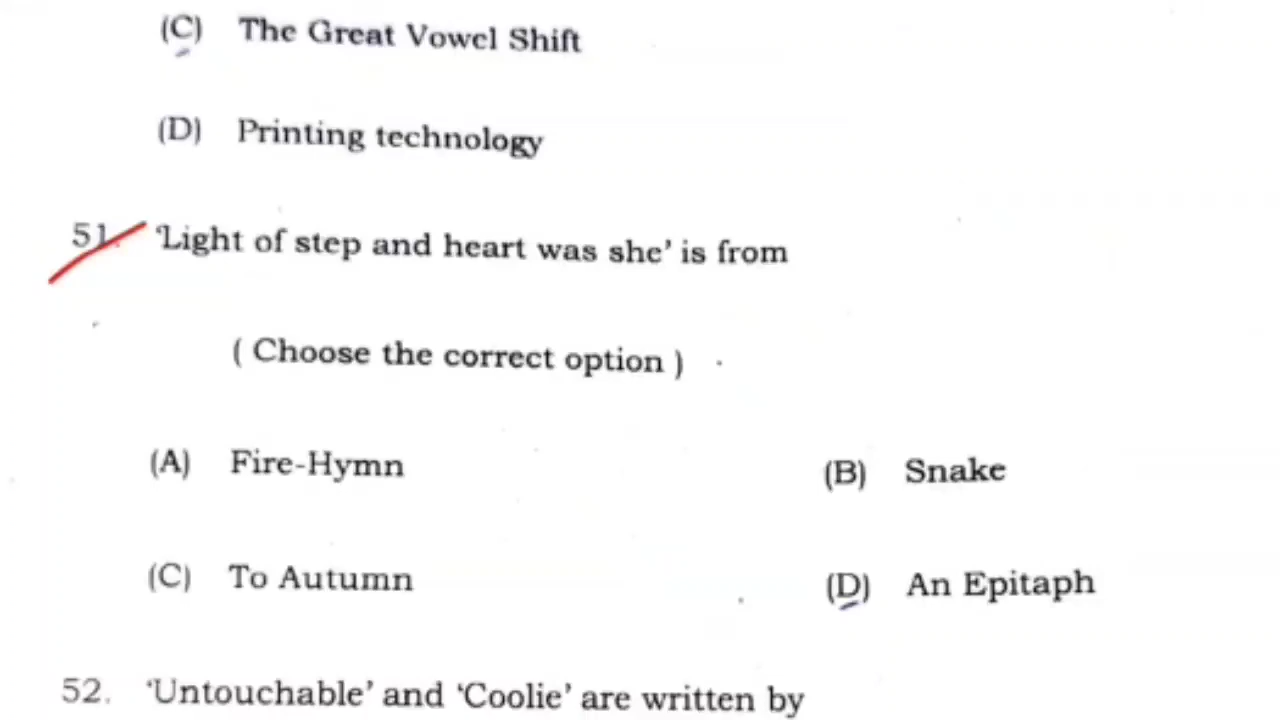 (C) The Great Vowel Shift
(D) Printing technology
51. 'Light of step and heart was she' is from
( Choose the correct option )
(A) Fire-Hymn
(B) Snake
(C) To Autumn
(D) An Epitaph
52. 'Untouchable' and 'Coolie' are written by